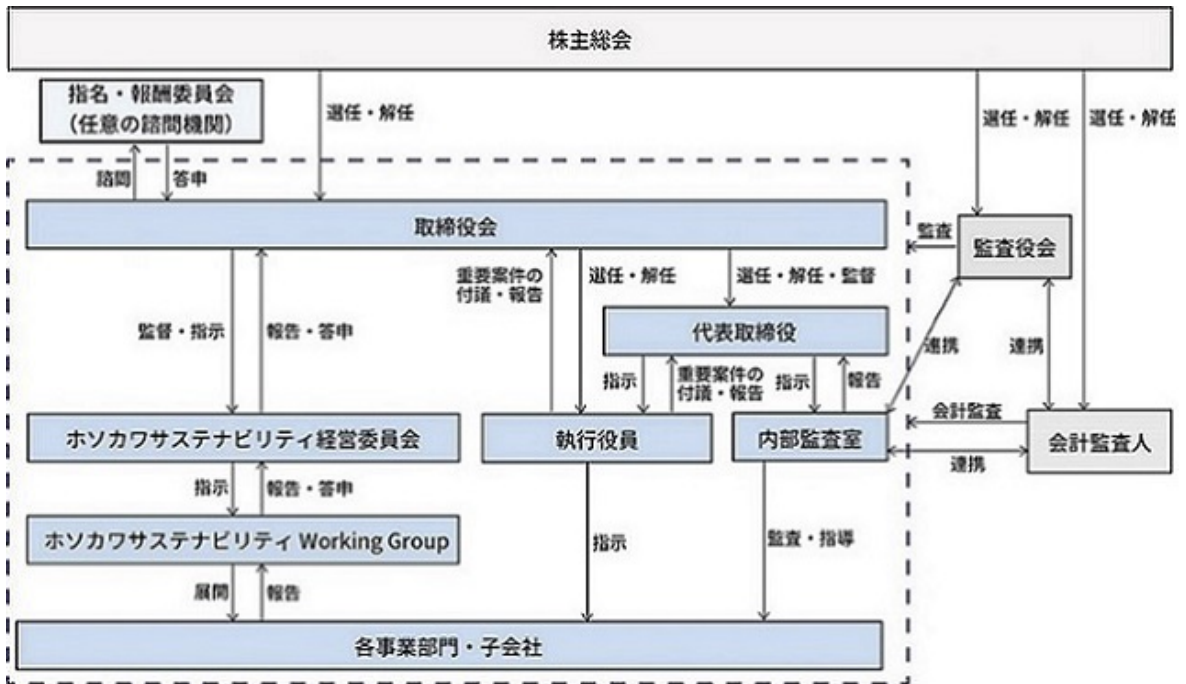 株主総会
指名・報酬委員会
（任意の諮問機関）
選任・解任
選任・解任
選任・解任
諮問
答申
取締役会
監査
監査役会
監督・指示
報告・答申
重要案件の
付議・報告
選任・解任
選任・解任・監督
代表取締役
指示
重要案件の
付議・報告
指示
報告
連携
連携
ホソカワサステナビリティ経営委員会
執行役員
内部監査室
会計監査
会計監査人
連携
指示
報告・答申
ホソカワサステナビリティ Working Group
指示
監査・指導
展開
報告
各事業部門・子会社